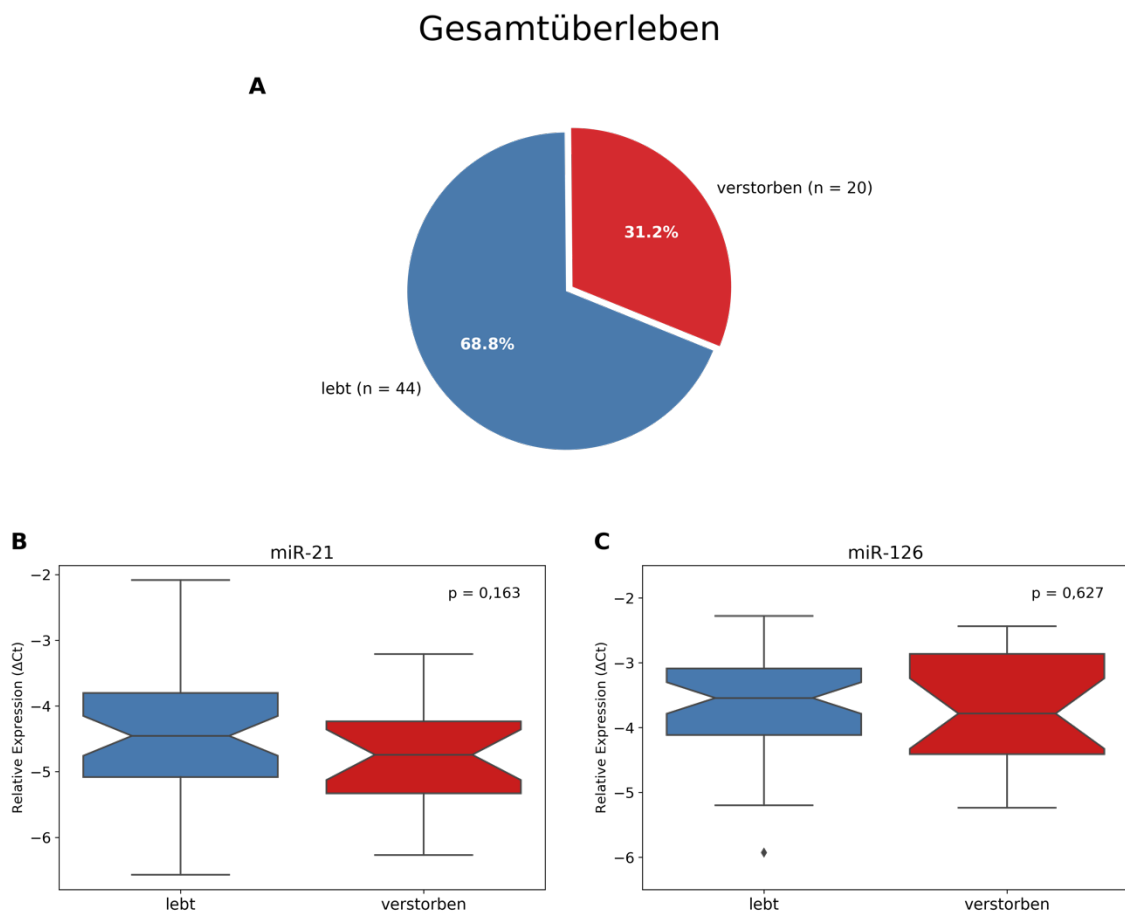 Gesamtüberleben
A
verstorben (n = 20)
31.2%
68.8%
lebt (n = 44)
B
miR-21
p = 0,163
Relative Expression (ΔCt)
−2
−3
−4
−5
−6
lebt
verstorben
C
miR-126
p = 0,627
Relative Expression (ΔCt)
−2
−3
−4
−5
−6
lebt
verstorben